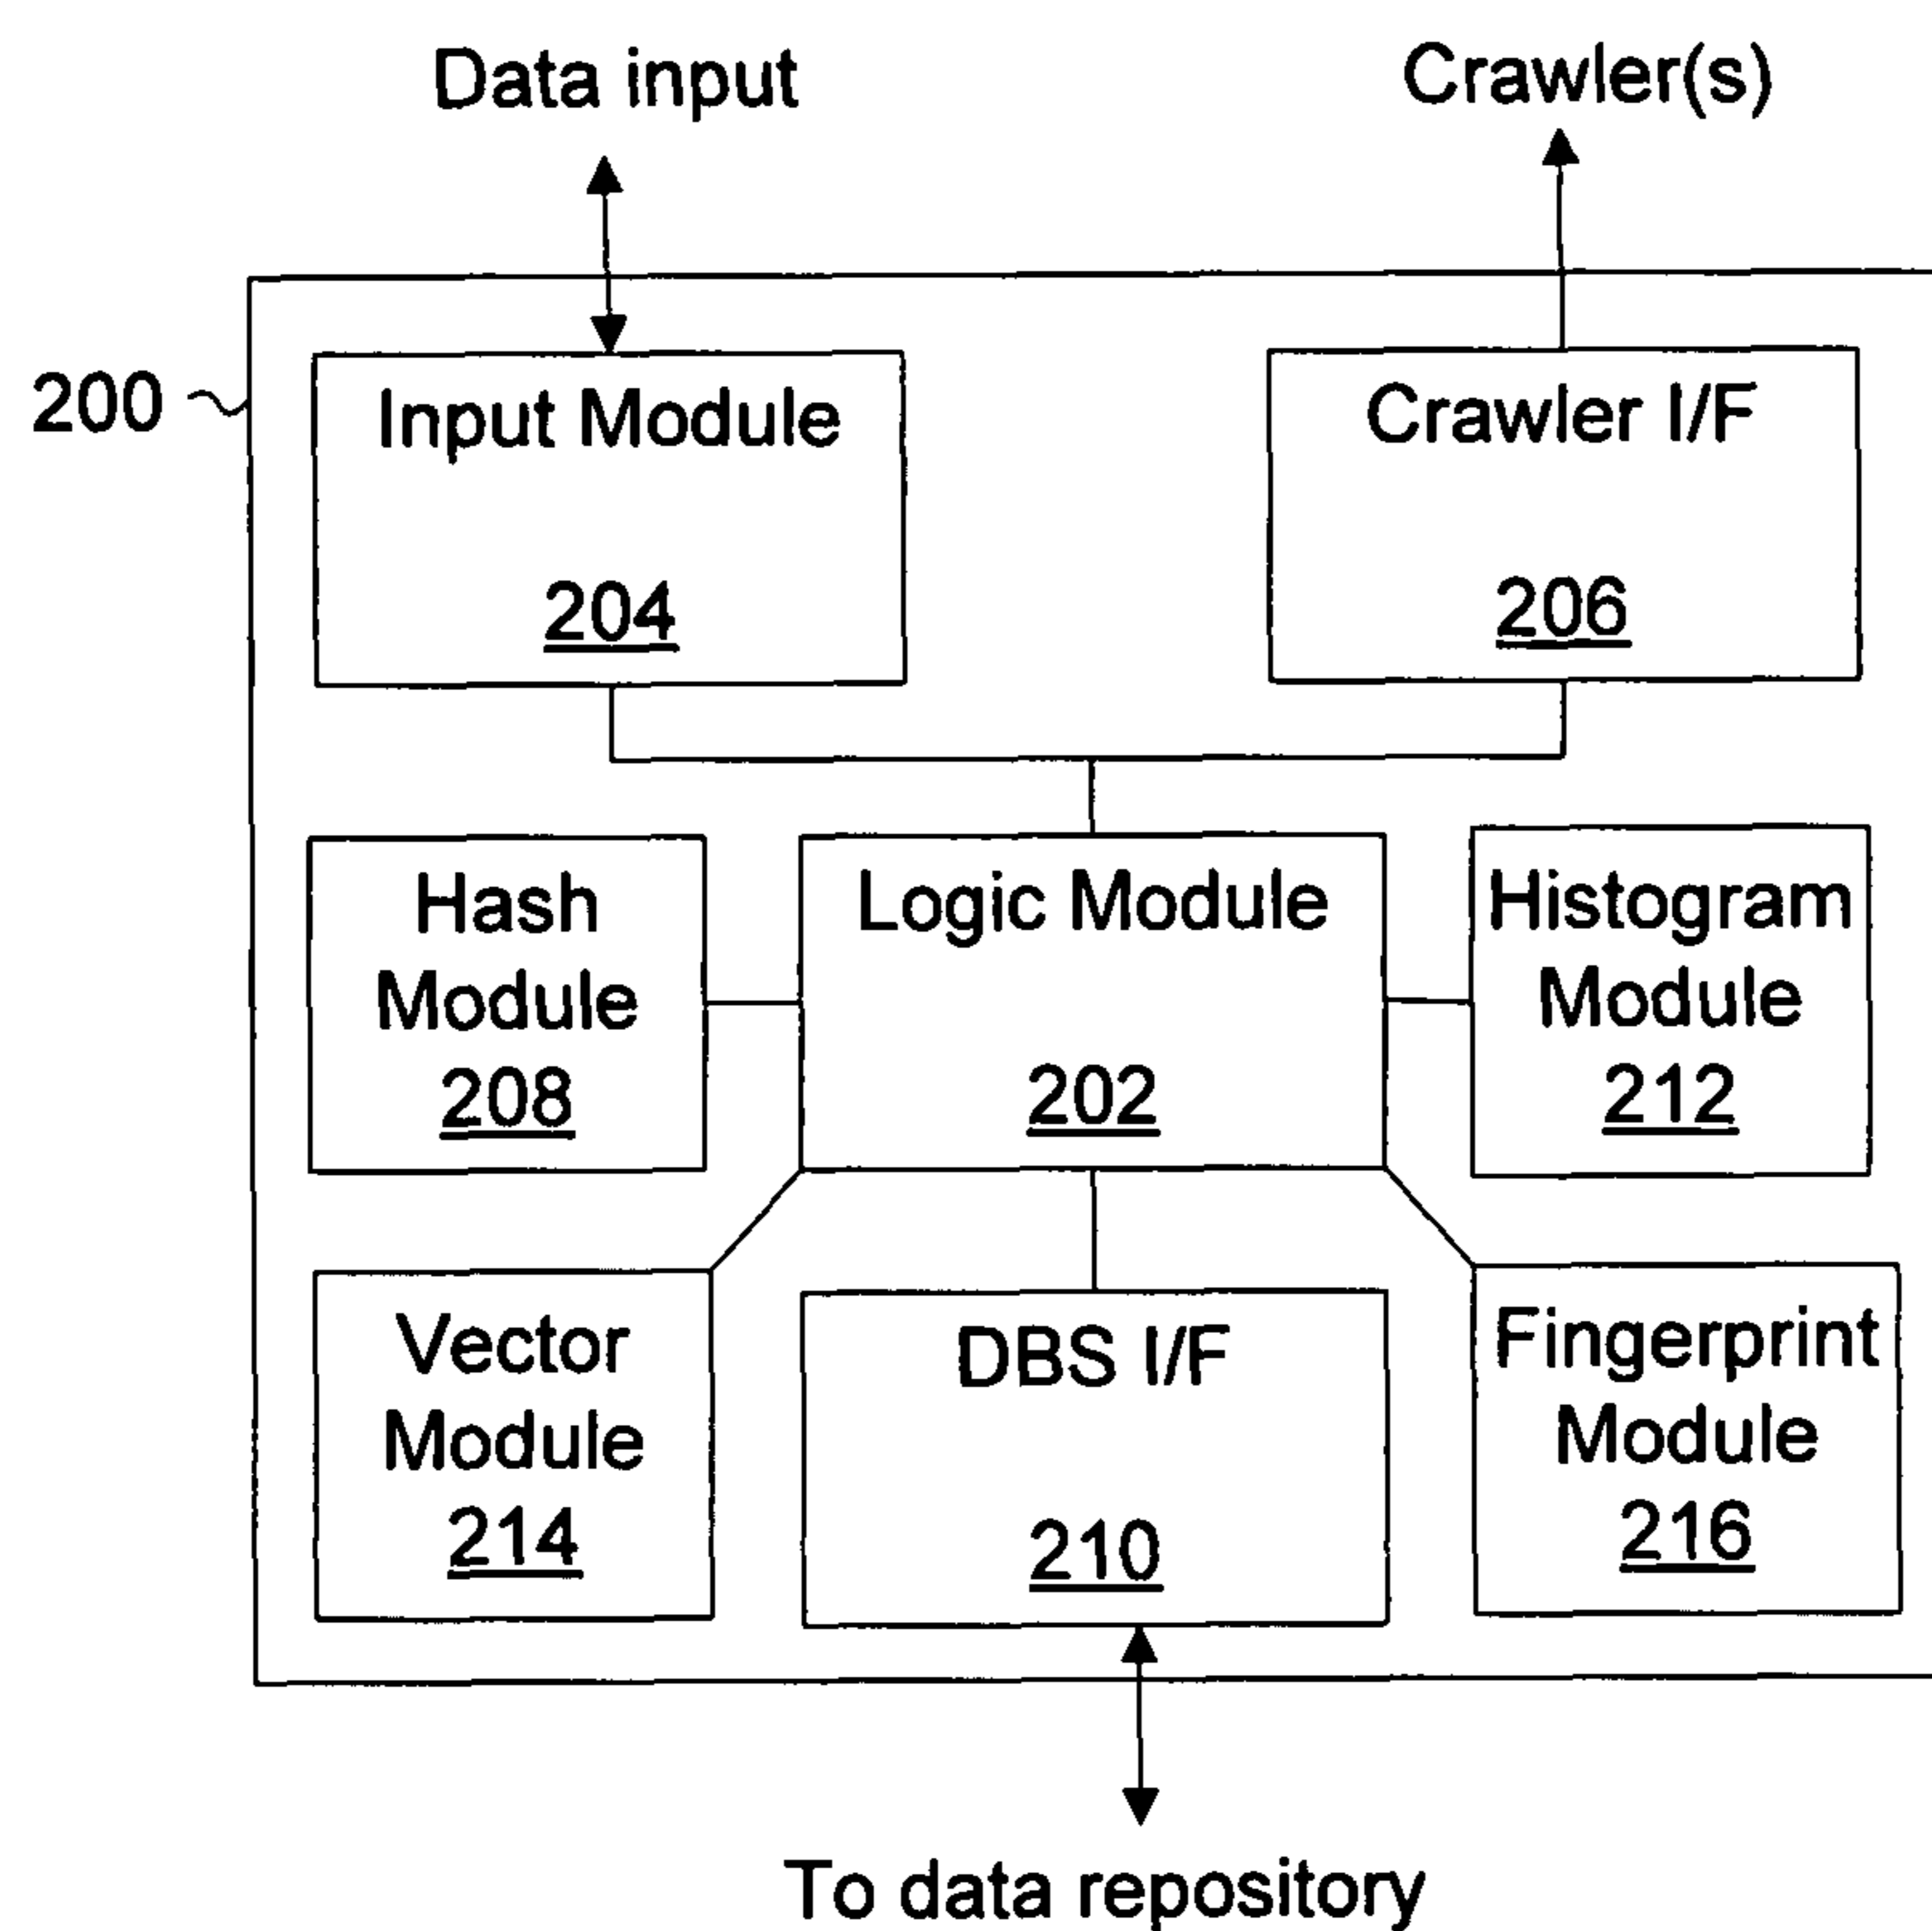 Data input
Crawler(s)
200
Input Module
204
Crawler I/F
206
Hash
Module
208
Logic Module
202
Histogram
Module
212
Vector
Module
214
DBS I/F
210
Fingerprint
Module
216
To data repository